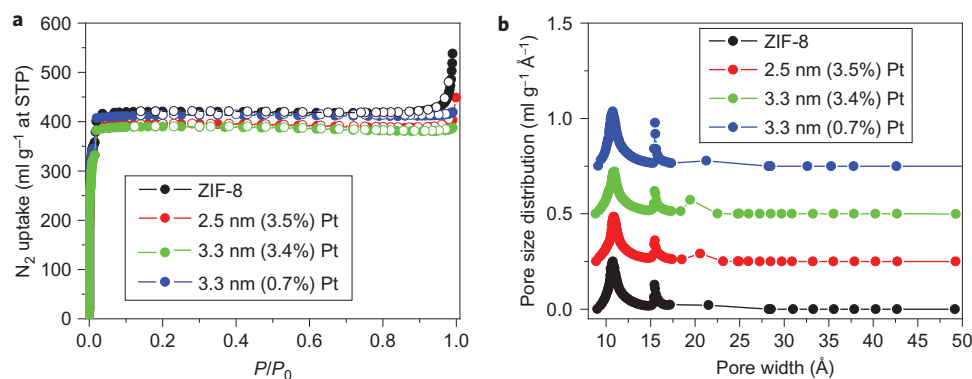 a
600
500
400
300
200
100
0
N₂ uptake (ml g⁻¹ at STP)
ZIF-8
2.5 nm (3.5%) Pt
3.3 nm (3.4%) Pt
3.3 nm (0.7%) Pt
0.0 0.2 0.4 0.6 0.8 1.0
P/P₀
b
1.5
1.0
0.5
0.0
Pore size distribution (ml g⁻¹ Å⁻¹)
ZIF-8
2.5 nm (3.5%) Pt
3.3 nm (3.4%) Pt
3.3 nm (0.7%) Pt
10 15 20 25 30 35 40 45 50
Pore width (Å)